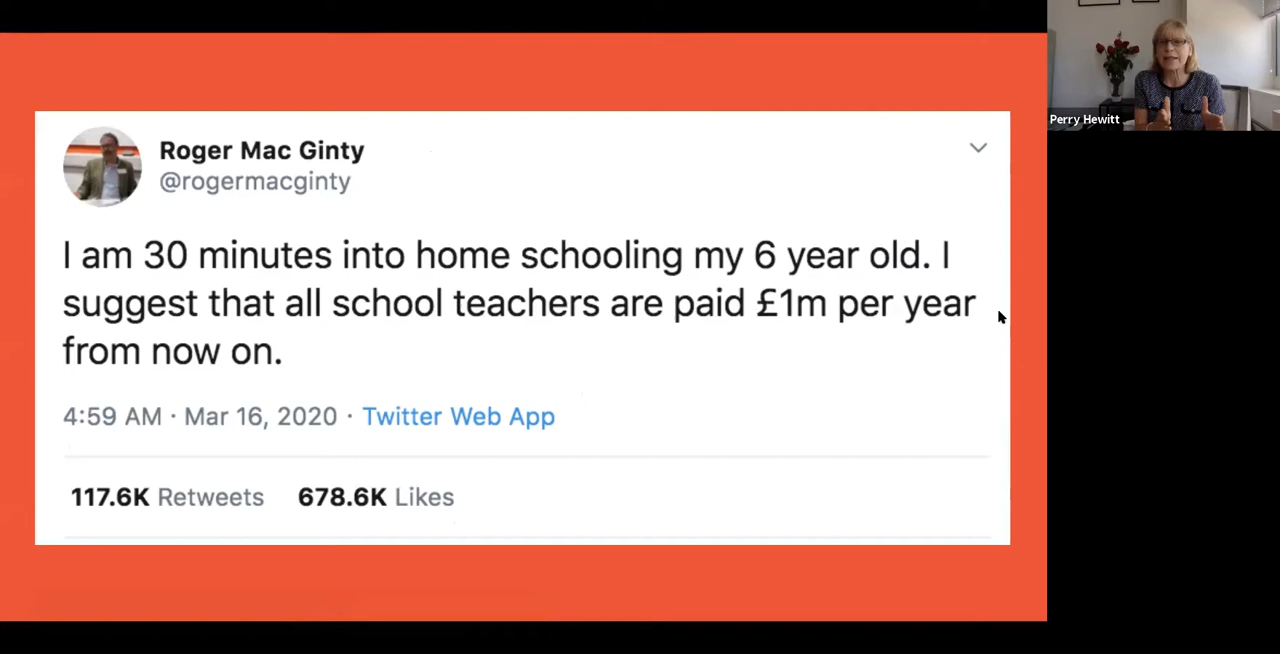 Roger Mac Ginty
@rogermacginty
I am 30 minutes into home schooling my 6 year old. I
suggest that all school teachers are paid £1m per year
from now on.
4:59 AM · Mar 16, 2020 · Twitter Web App
117.6K Retweets 678.6K Likes
Perry Hewitt